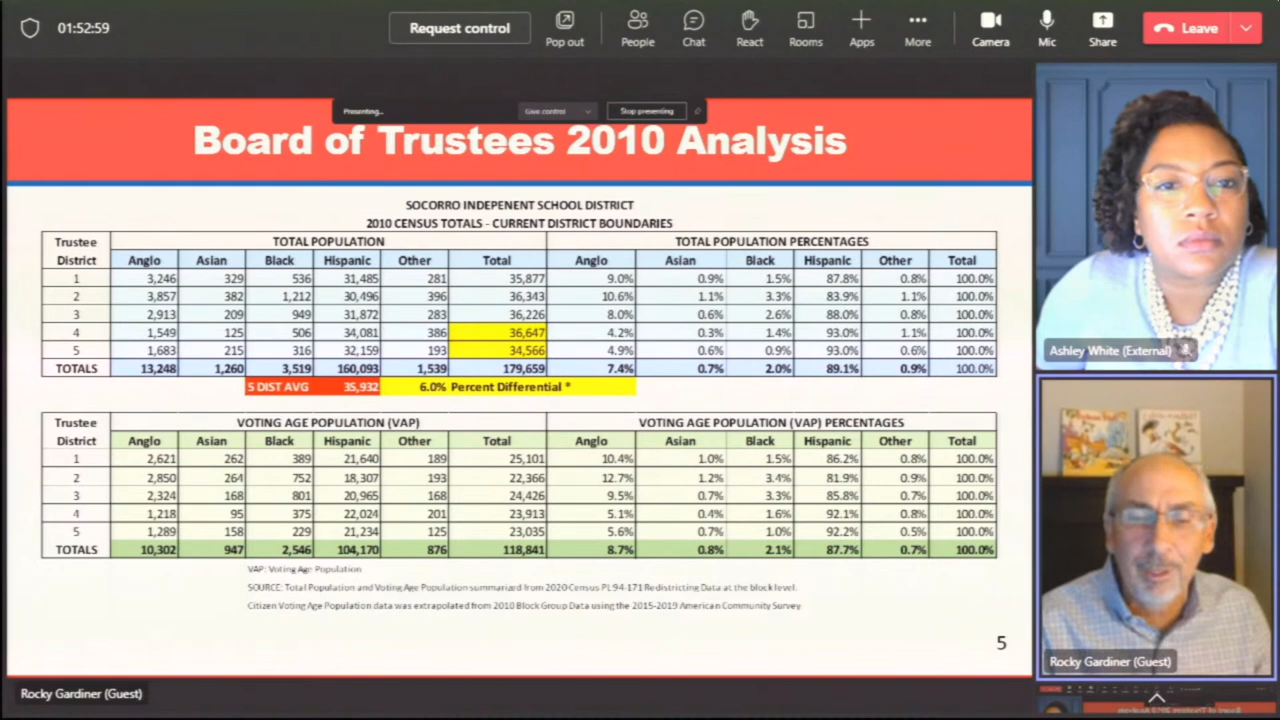 01:52:59
Request control
Pop out
People
Chat
React
Rooms
Apps
More
Camera
Mic
Share
Leave
Presenting...
Give control
Stop presenting
Board of Trustees 2010 Analysis
SOCORRO INDEPENENT SCHOOL DISTRICT
2010 CENSUS TOTALS - CURRENT DISTRICT BOUNDARIES
Trustee TOTAL POPULATION TOTAL POPULATION PERCENTAGES
District Anglo Asian Black Hispanic Other Total Anglo Asian Black Hispanic Other Total
1 3,246 329 536 31,485 281 35,877 9.0% 0.9% 1.5% 87.8% 0.8% 100.0%
2 3,857 382 1,212 30,496 396 36,343 10.6% 1.1% 3.3% 83.9% 1.1% 100.0%
3 2,913 209 949 31,872 283 36,226 8.0% 0.6% 2.6% 88.0% 0.8% 100.0%
4 1,549 125 506 34,081 386 36,647 4.2% 0.3% 1.4% 93.0% 1.1% 100.0%
5 1,683 215 316 32,159 193 34,566 4.9% 0.6% 0.9% 93.0% 0.6% 100.0%
TOTALS 13,248 1,260 3,519 160,093 1,539 179,659 7.4% 0.7% 2.0% 89.1% 0.9% 100.0%
5 DIST AVG 35,932 6.0% Percent Differential *
Trustee VOTING AGE POPULATION (VAP) VOTING AGE POPULATION (VAP) PERCENTAGES
District Anglo Asian Black Hispanic Other Total Anglo Asian Black Hispanic Other Total
1 2,621 262 389 21,640 189 25,101 10.4% 1.0% 1.5% 86.2% 0.8% 100.0%
2 2,850 264 752 18,307 193 22,366 12.7% 1.2% 3.4% 81.9% 0.9% 100.0%
3 2,324 168 801 20,965 168 24,426 9.5% 0.7% 3.3% 85.8% 0.7% 100.0%
4 1,218 95 375 22,024 201 23,913 5.1% 0.4% 1.6% 92.1% 0.8% 100.0%
5 1,289 158 229 21,234 125 23,035 5.6% 0.7% 1.0% 92.2% 0.5% 100.0%
TOTALS 10,302 947 2,546 104,170 876 118,841 8.7% 0.8% 2.1% 87.7% 0.7% 100.0%
VAP: Voting Age Population
SOURCE: Total Population and Voting Age Population summarized from 2020 Census PL 94-171 Redistricting Data at the block level.
Citizen Voting Age Population data was extrapolated from 2010 Block Group Data using the 2015-2019 American Community Survey
5
Ashley White (External)
Rocky Gardiner (Guest)
Rocky Gardiner (Guest)